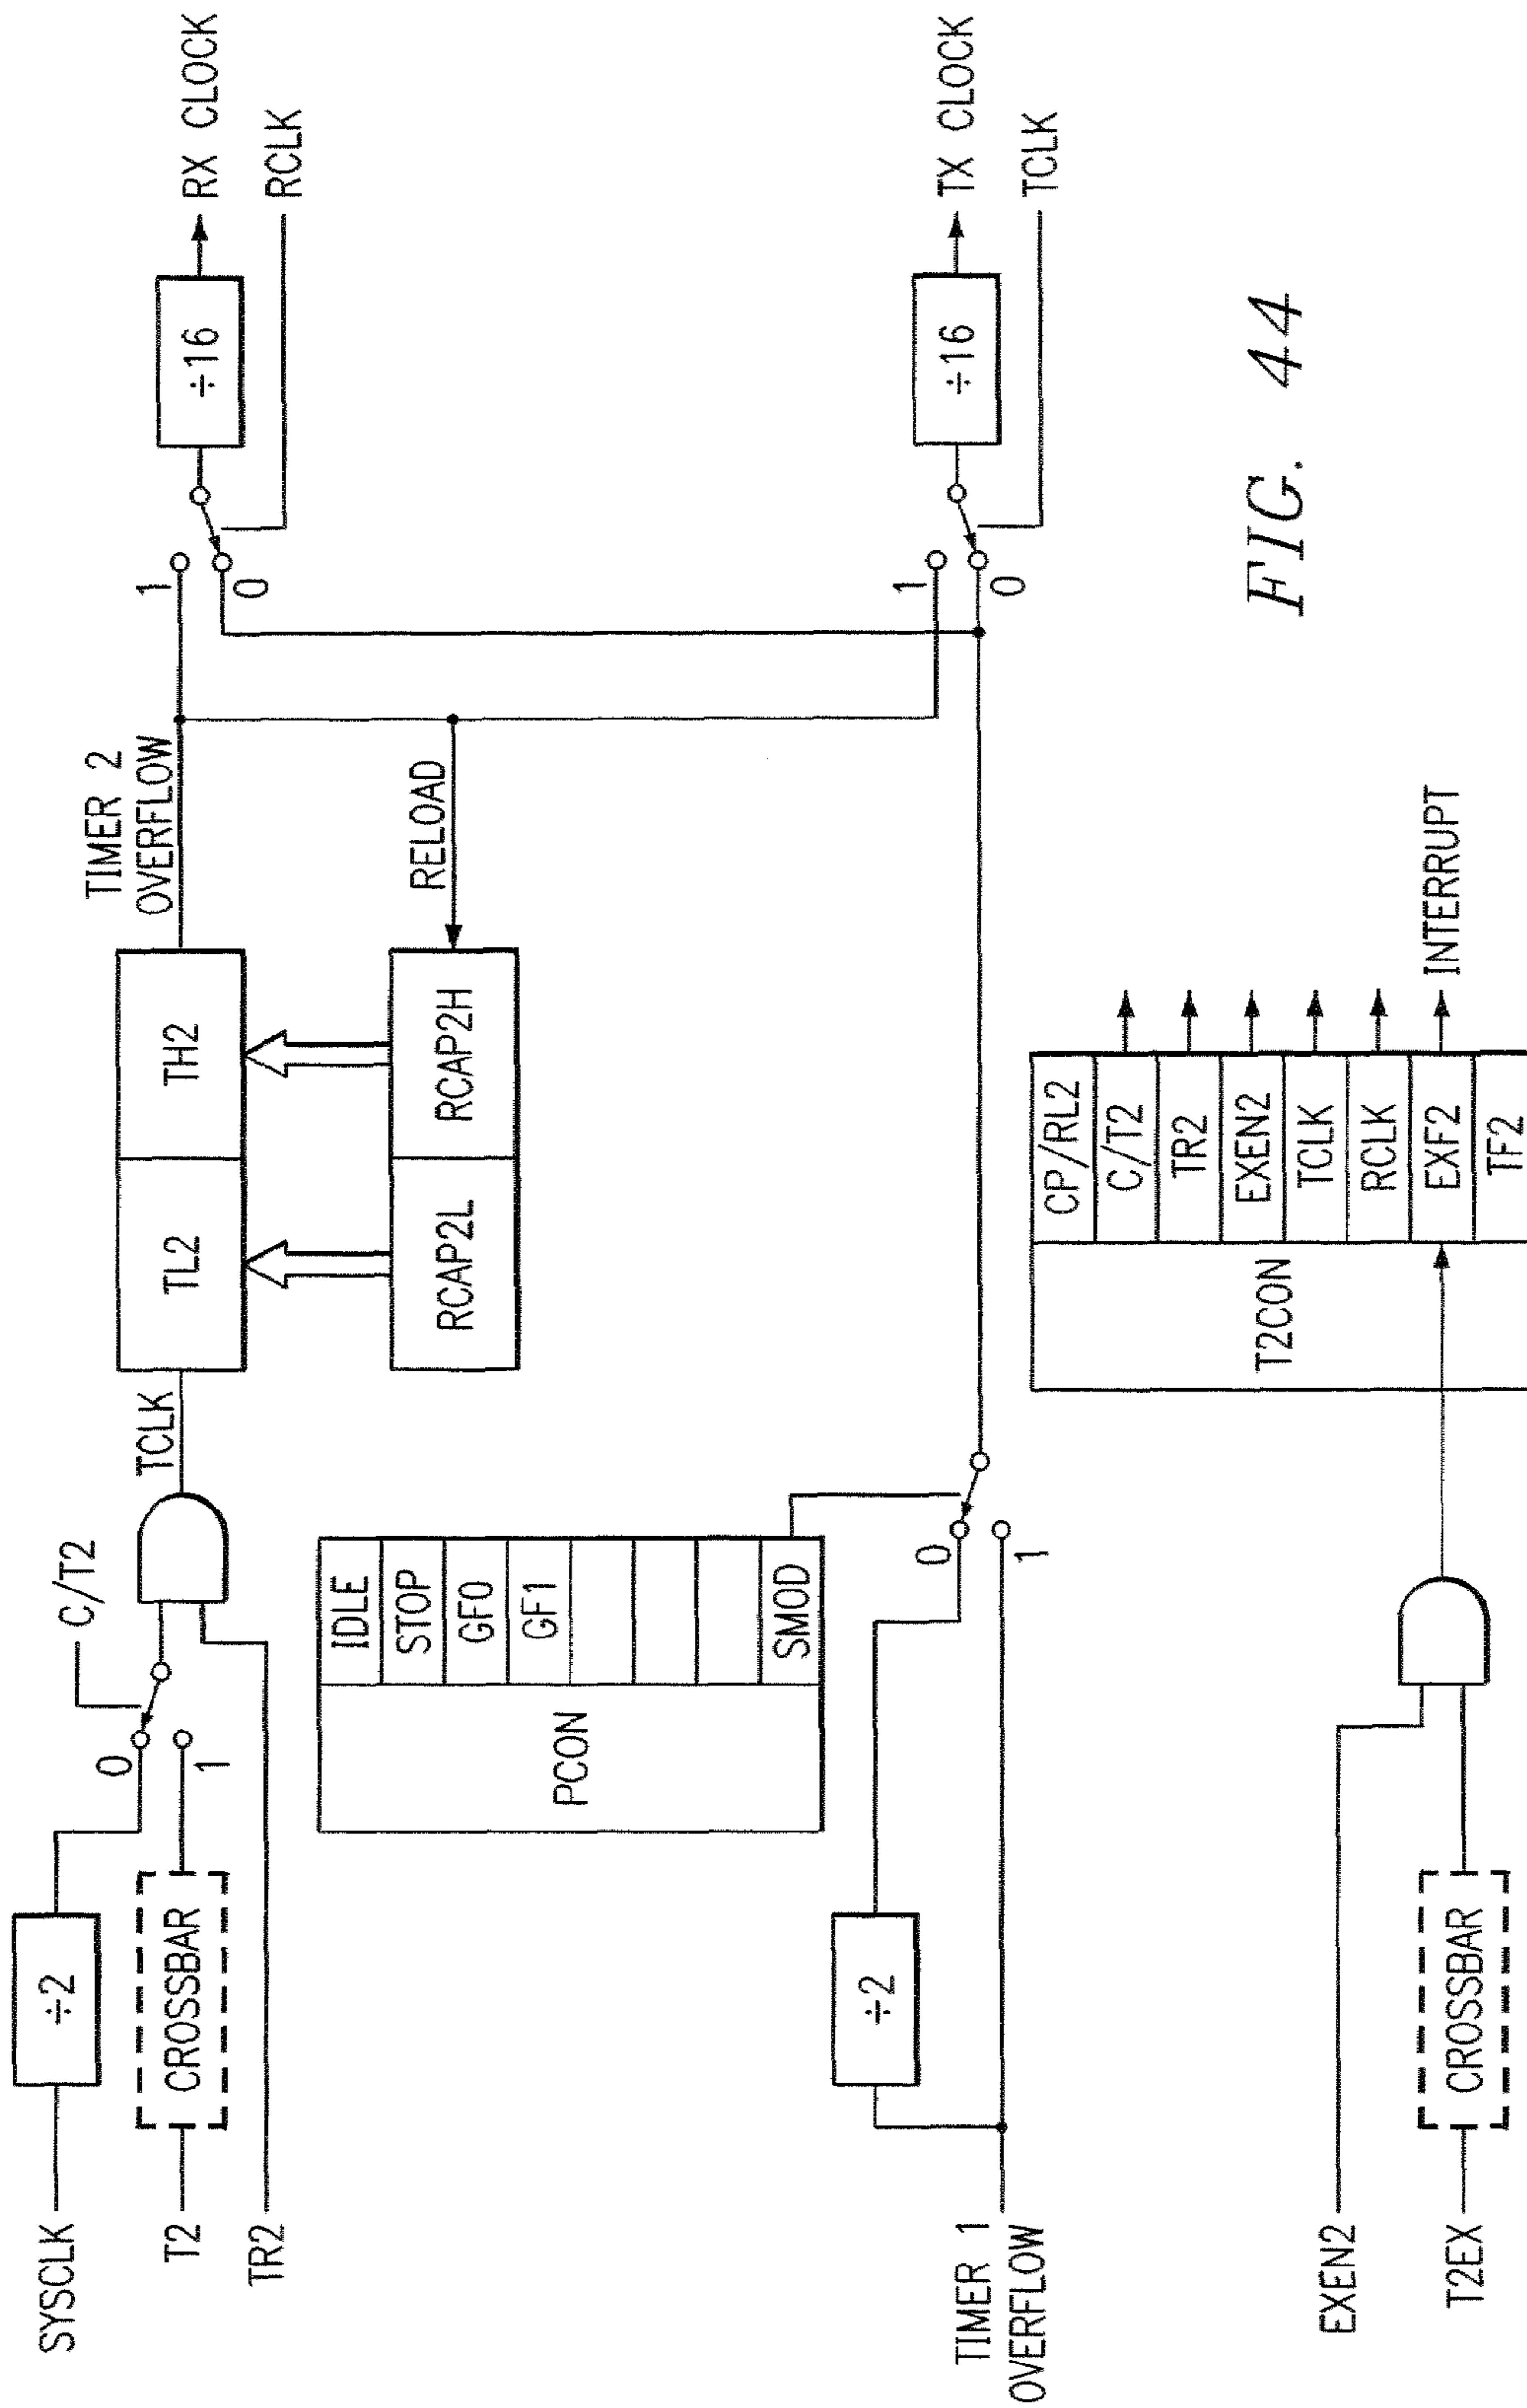 SYSCLK
÷2
0
C/T2
T2
CROSSBAR
1
TR2
TCLK
TL2
TH2
TIMER 2
OVERFLOW
1
0
÷16
RX CLOCK
RCLK
RCAP2L
RCAP2H
RELOAD
PCON
IDLE
STOP
GF0
GF1
SMOD
÷2
0
1
TIMER 1
OVERFLOW
1
0
÷16
TX CLOCK
TCLK
EXEN2
T2EX
CROSSBAR
T2CON
CP/RL2
C/T2
TR2
EXEN2
TCLK
RCLK
EXF2
TF2
INTERRUPT
FIG. 44